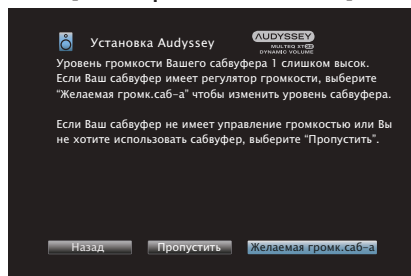 Установка Audyssey
AUDYSSEY
MULTEQ XT32
DYNAMIC VOLUME
Уровень громкости Вашего сабвуфера 1 слишком высок.
Если Ваш сабвуфер имеет регулятор громкости, выберите
“Желаемая громк.саб-а” чтобы изменить уровень сабвуфера.
Если Ваш сабвуфер не имеет управление громкостью или Вы
не хотите использовать сабвуфер, выберите “Пропустить”.
Назад
Пропустить
Желаемая громк.саб-а